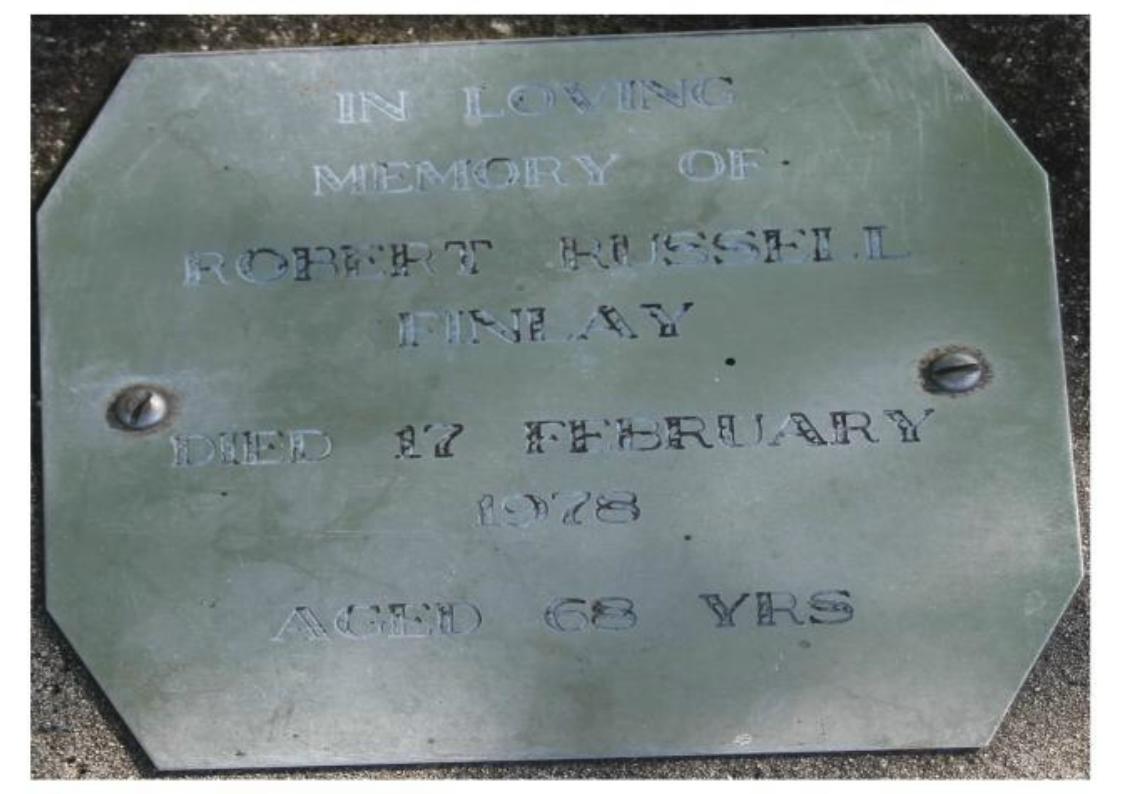 IN LOVING
MEMORY OF
ROBERT RUSSELL
FINLAY
DIED 17 FEBRUARY
1978
AGED 68 YRS